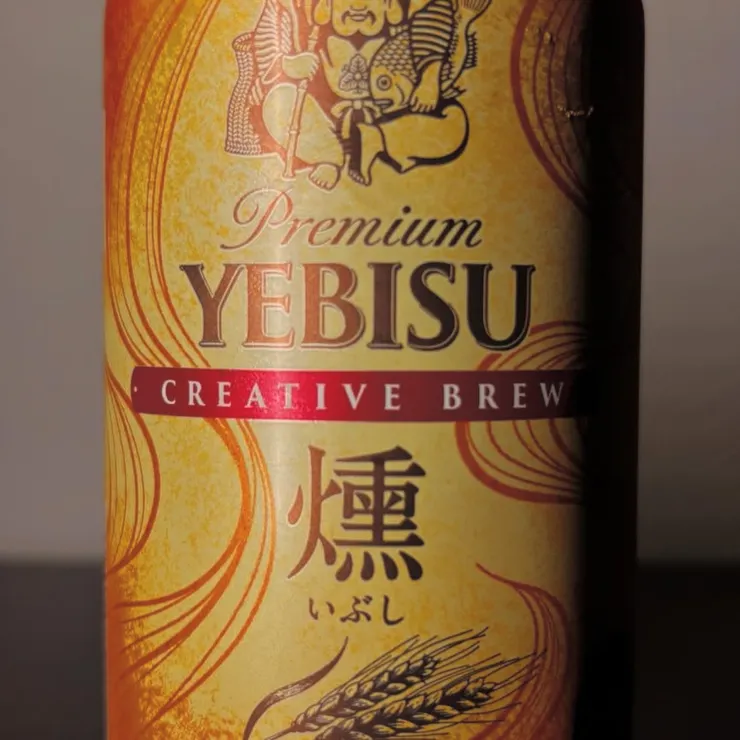 Premium
YEBISU
· CREATIVE BREW
燻
いぶし